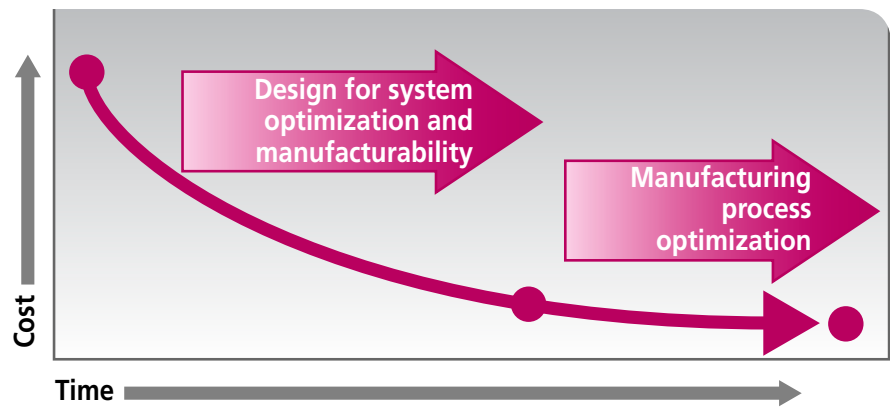 Design for system
optimization and
manufacturability
Manufacturing
process
optimization
Cost
Time